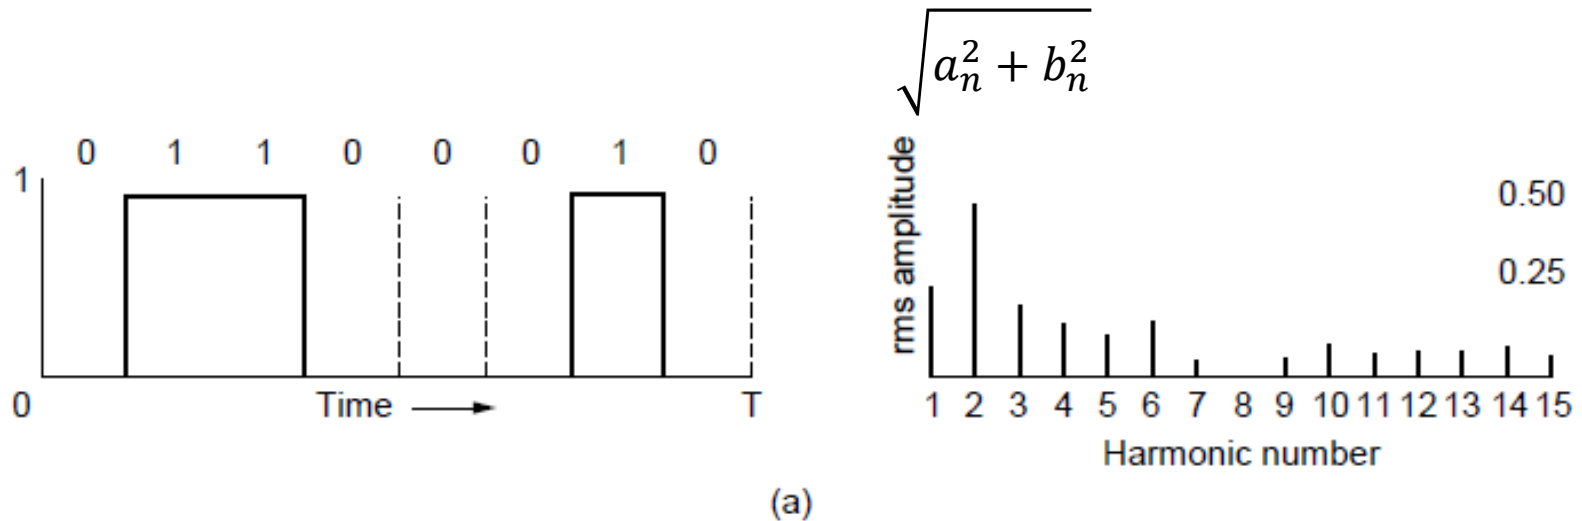 √(a_n^2 + b_n^2)
0 1 1 0 0 0 1 0
1
0 Time T
rms amplitude
0.50
0.25
1 2 3 4 5 6 7 8 9 10 11 12 13 14 15
Harmonic number
(a)